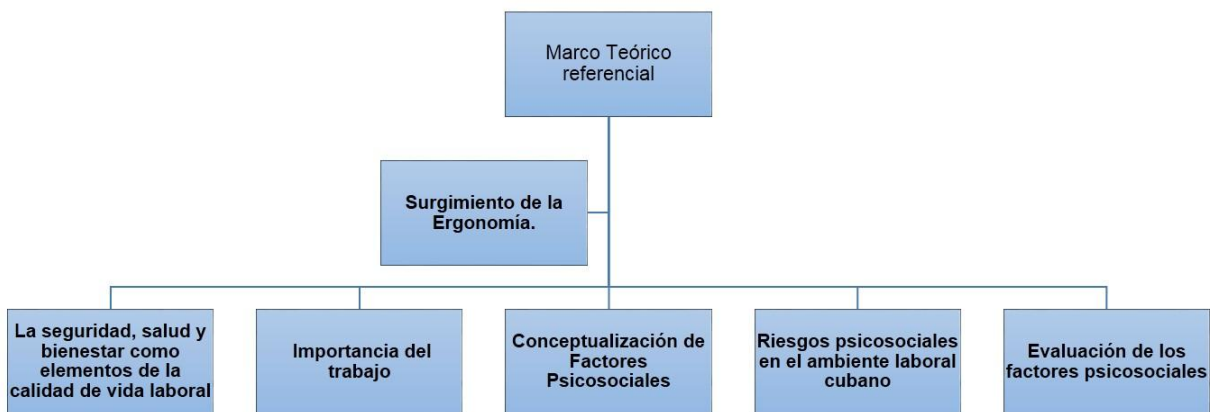 Marco Teórico
referencial
Surgimiento de la
Ergonomía.
La seguridad, salud y
bienestar como
elementos de la
calidad de vida laboral
Importancia del
trabajo
Conceptualización de
Factores
Psicosociales
Riesgos psicosociales
en el ambiente laboral
cubano
Evaluación de los
factores psicosociales